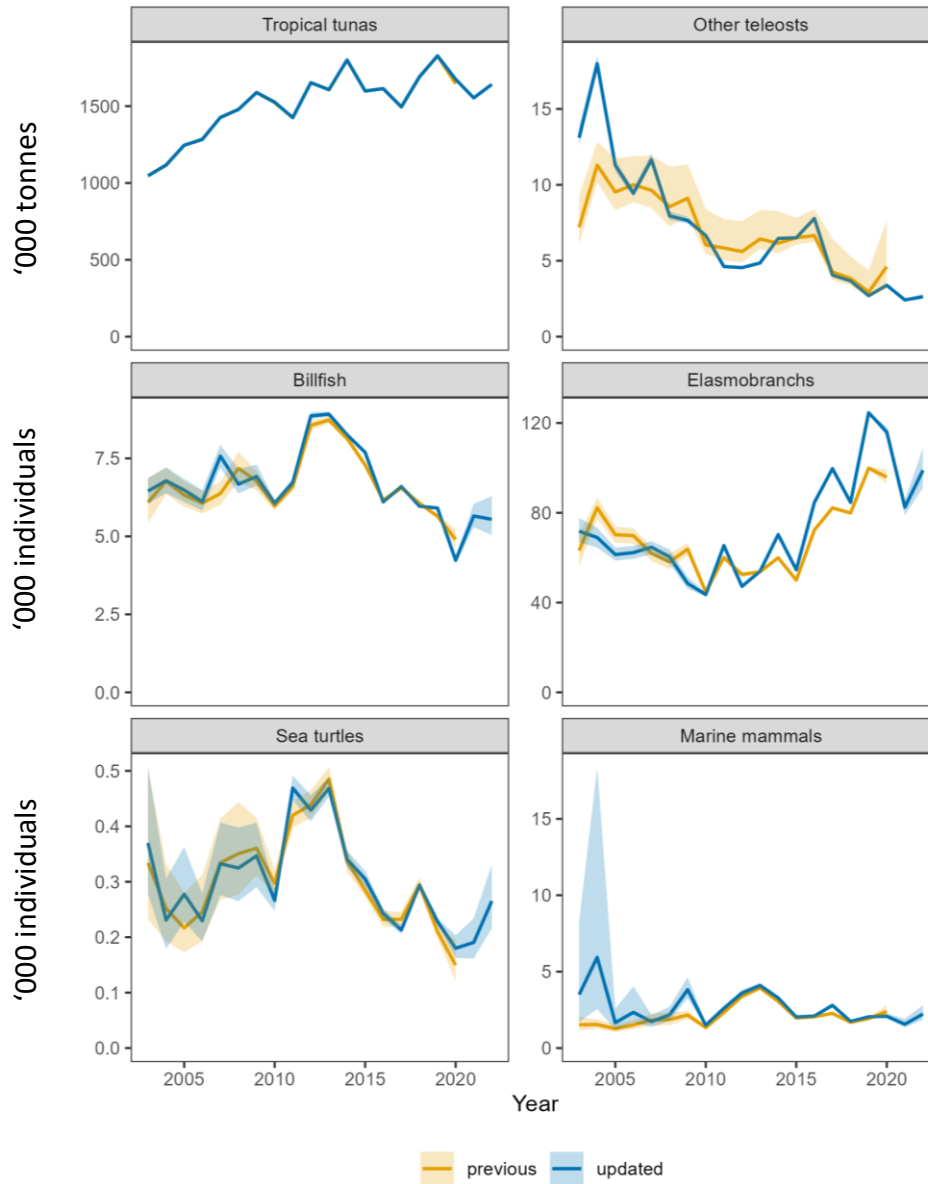 Tropical tunas
Other teleosts
‘000 tonnes
1500
1000
500
0
15
10
5
0
Billfish
Elasmobranchs
‘000 individuals
7.5
5.0
2.5
0.0
120
80
40
0
Sea turtles
Marine mammals
‘000 individuals
0.5
0.4
0.3
0.2
0.1
0.0
15
10
5
0
2005 2010 2015 2020
2005 2010 2015 2020
Year
previous updated